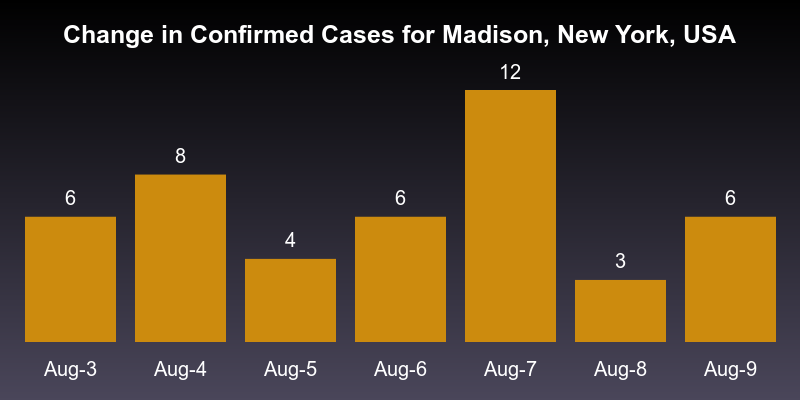 Change in Confirmed Cases for Madison, New York, USA
6
8
4
6
12
3
6
Aug-3
Aug-4
Aug-5
Aug-6
Aug-7
Aug-8
Aug-9